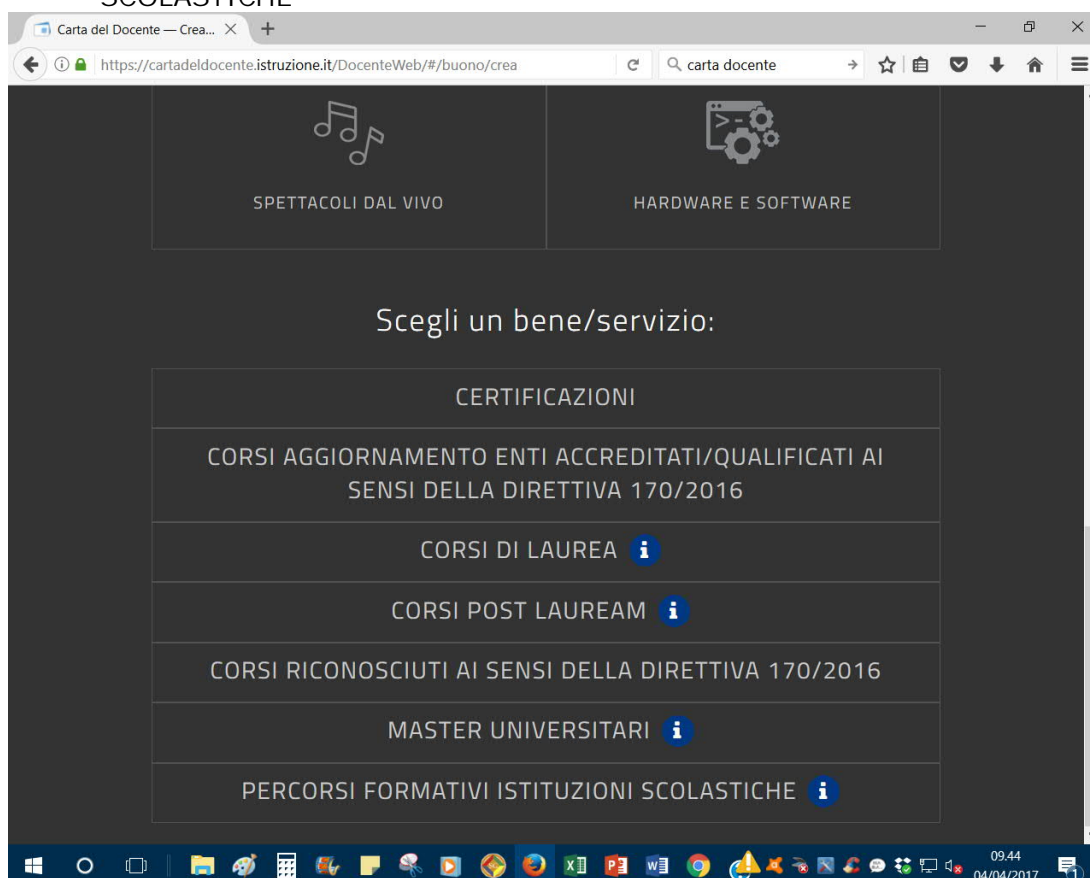 SCOLASTICHE
Carta del Docente — Crea...
https://cartadeldocente.istruzione.it/DocenteWeb/#/buono/crea
carta docente
SPETTACOLI DAL VIVO
HARDWARE E SOFTWARE
Scegli un bene/servizio:
CERTIFICAZIONI
CORSI AGGIORNAMENTO ENTI ACCREDITATI/QUALIFICATI AI
SENSI DELLA DIRETTIVA 170/2016
CORSI DI LAUREA
CORSI POST LAUREAM
CORSI RICONOSCIUTI AI SENSI DELLA DIRETTIVA 170/2016
MASTER UNIVERSITARI
PERCORSI FORMATIVI ISTITUZIONI SCOLASTICHE
09.44
04/04/2017